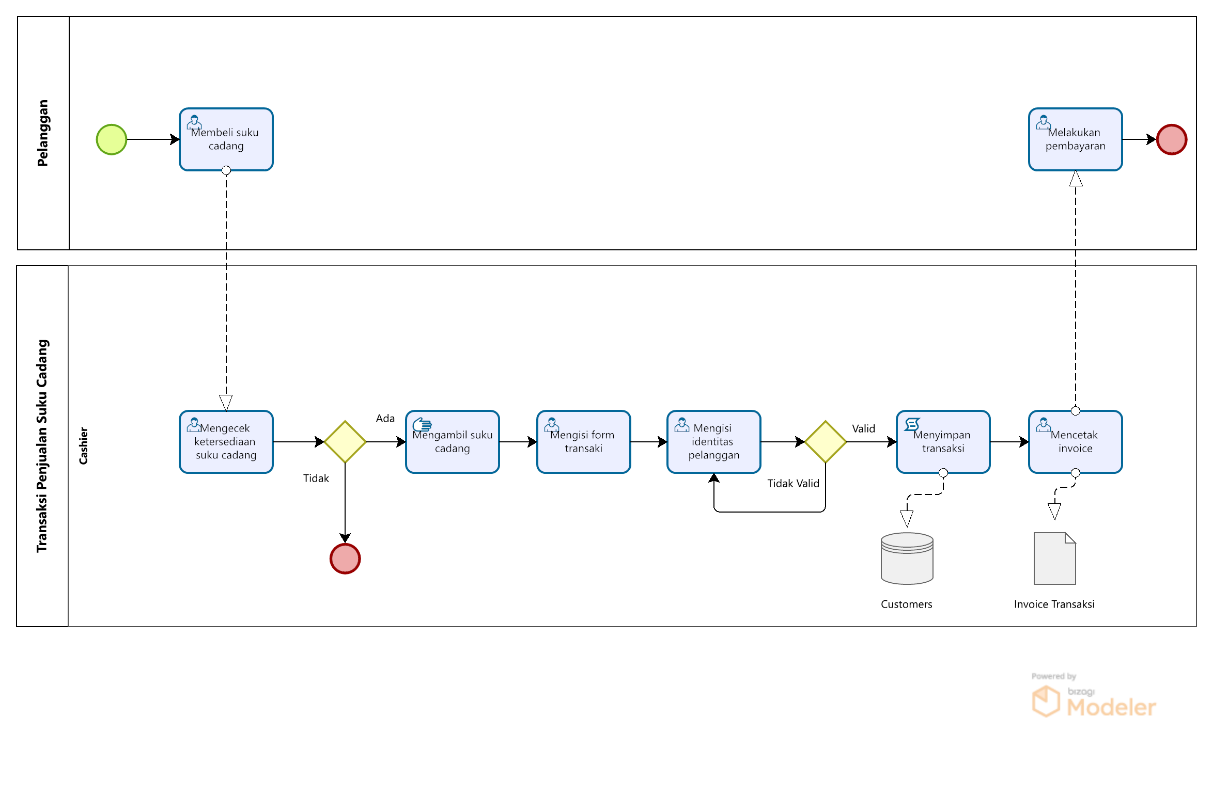 Pelanggan
Membeli suku
cadang
Melakukan
pembayaran
Transaksi Penjualan Suku Cadang
Cashier
Mengecek
ketersediaan
suku cadang
Ada
Tidak
Mengambil suku
cadang
Mengisi form
transaki
Mengisi
identitas
pelanggan
Valid
Tidak Valid
Menyimpan
transaksi
Mencetak
invoice
Customers
Invoice Transaksi
Powered by
bizagi
Modeler